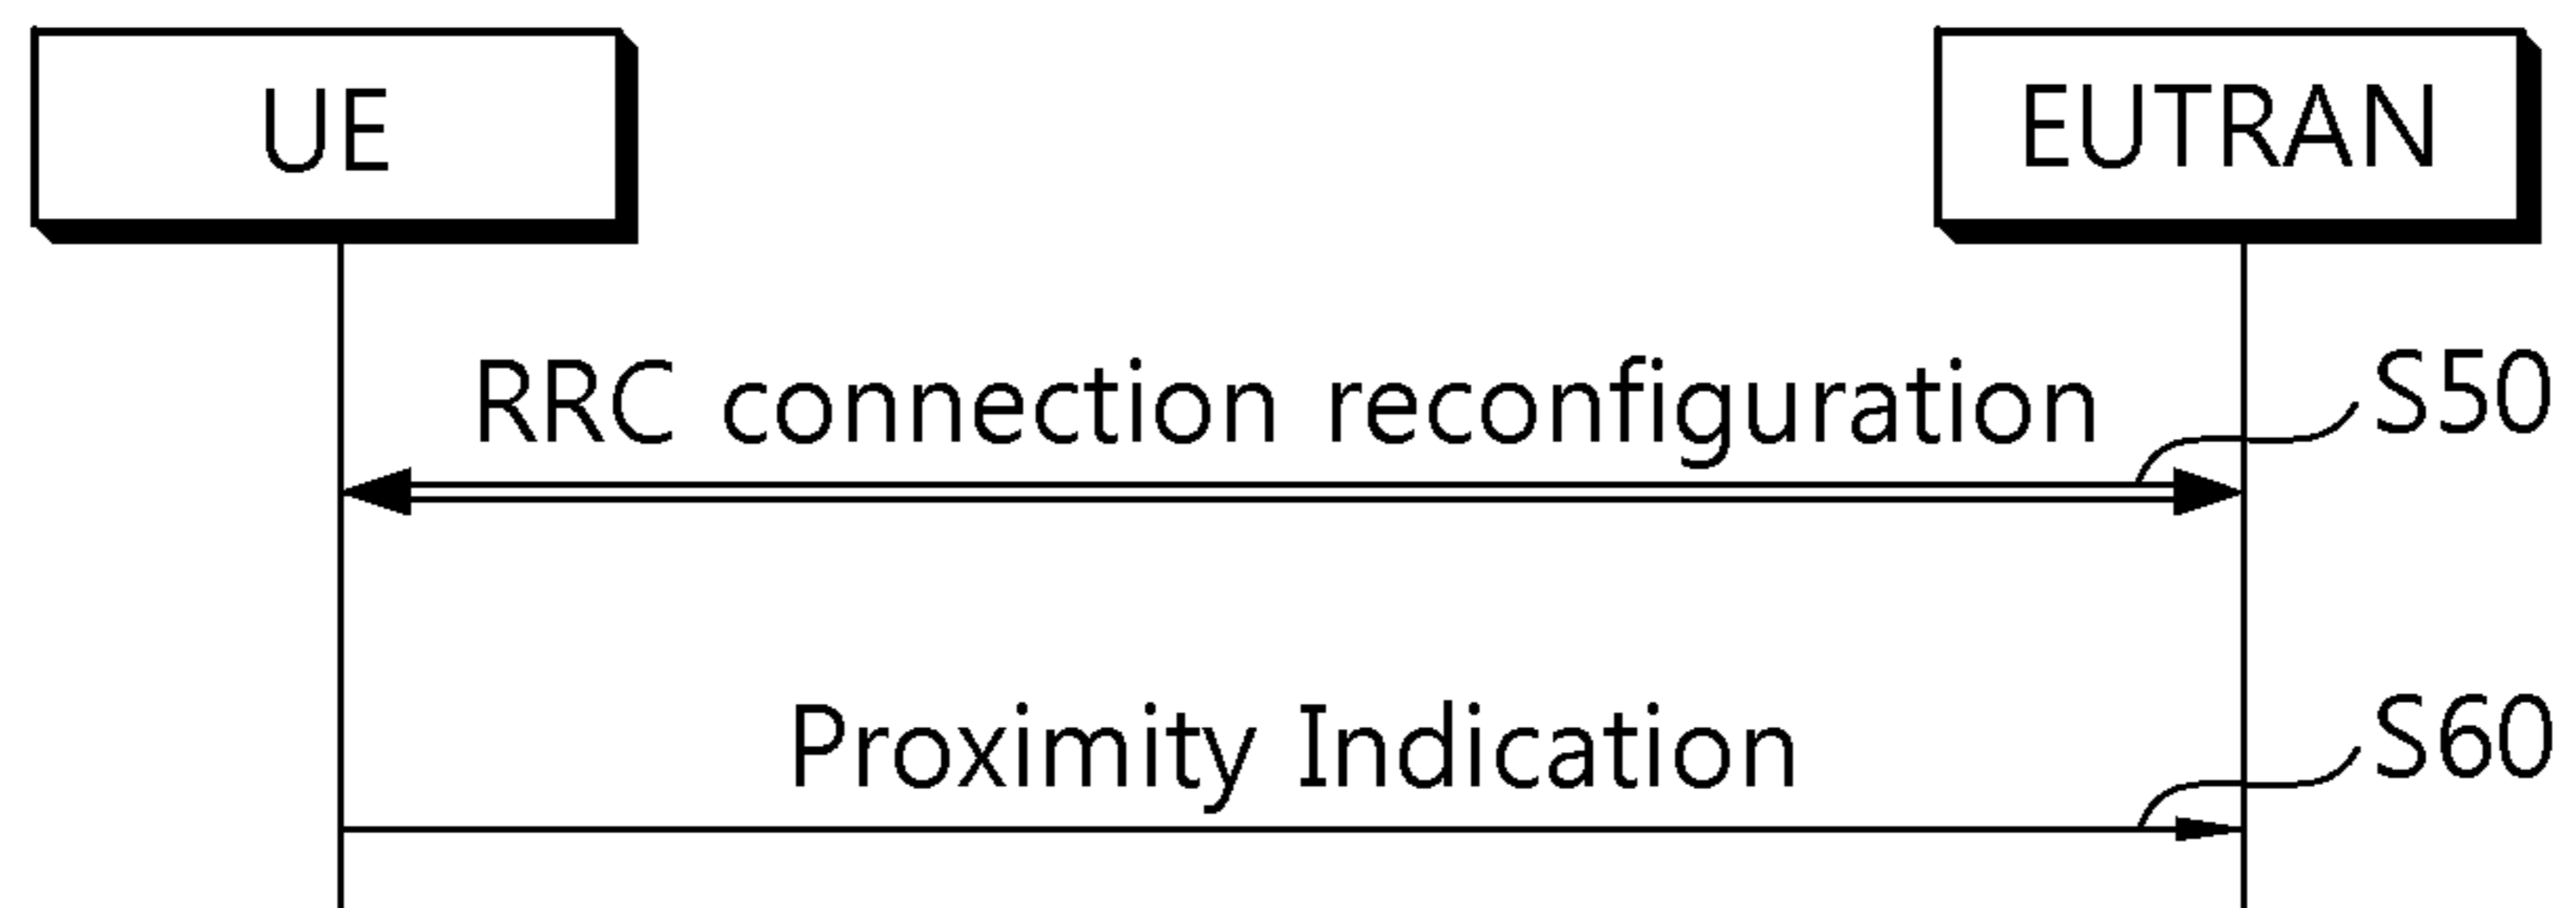 UE
EUTRAN
RRC connection reconfiguration
S50
Proximity Indication
S60